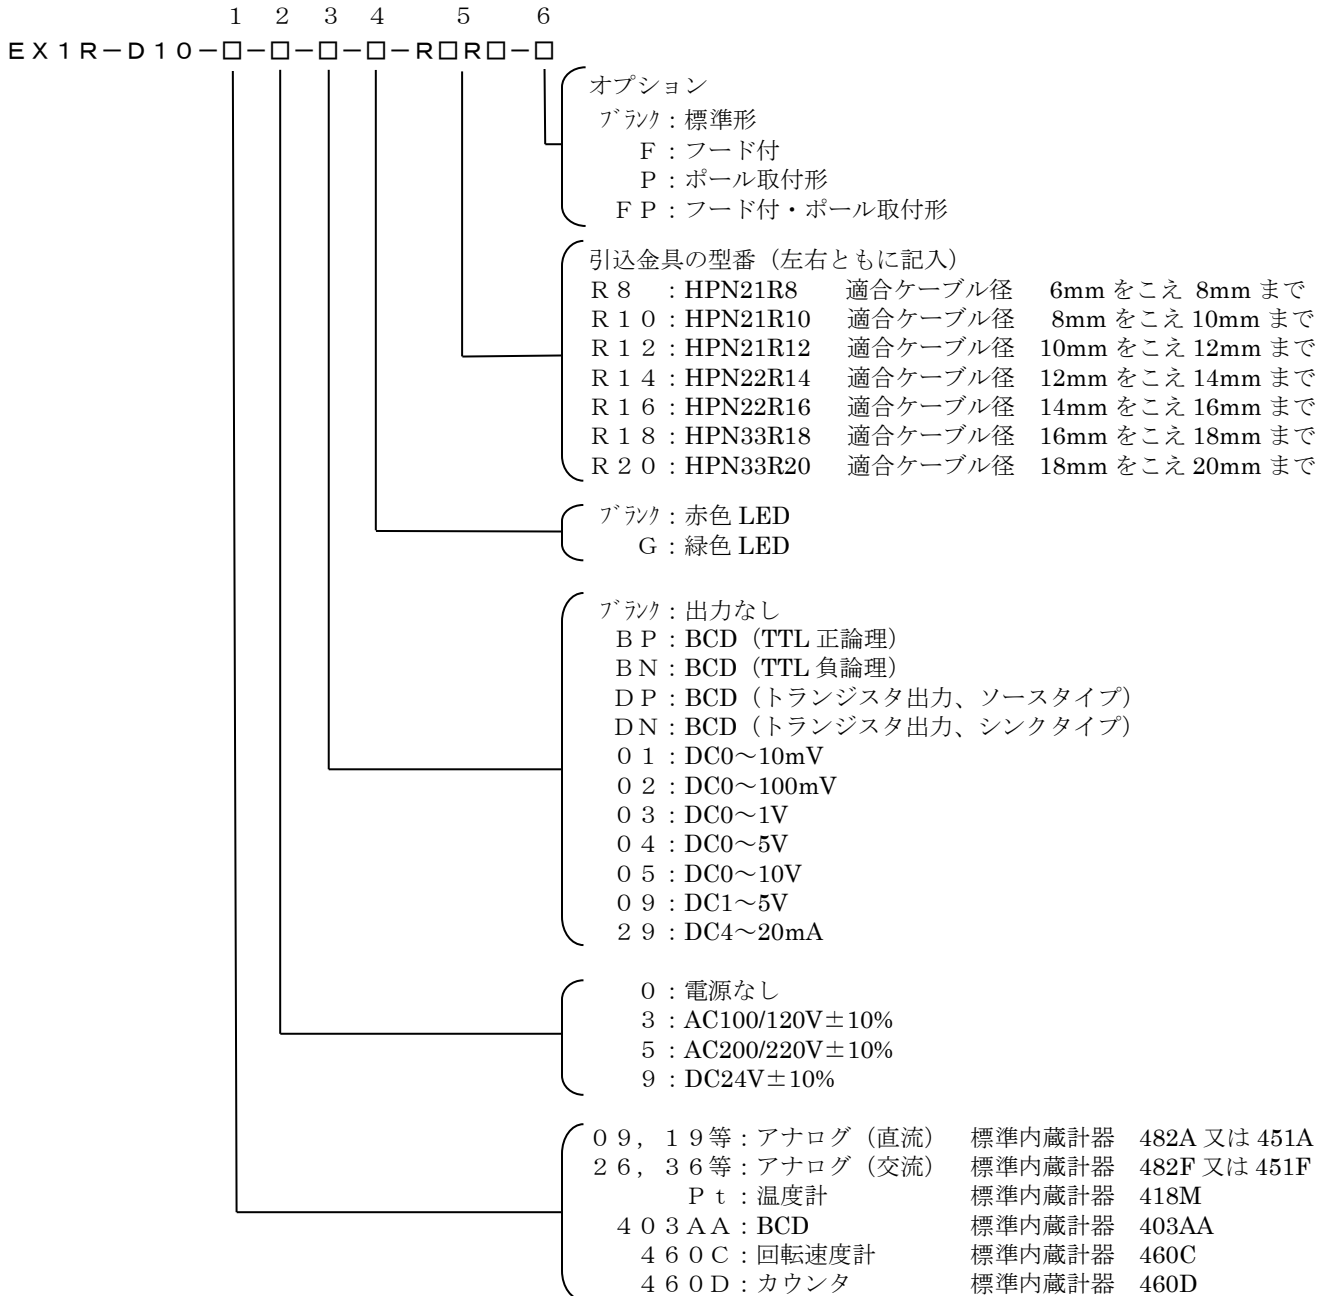 1 2 3 4 5 6
EX1R－D10－□－□－□－□－R□R□－□
オプション
ﾌﾞﾗﾝｸ：標準形
F：フード付
P：ポール取付形
FP：フード付・ポール取付形
引込金具の型番（左右ともに記入）
R8：HPN21R8 適合ケーブル径 6mm をこえ 8mm まで
R10：HPN21R10 適合ケーブル径 8mm をこえ 10mm まで
R12：HPN21R12 適合ケーブル径 10mm をこえ 12mm まで
R14：HPN22R14 適合ケーブル径 12mm をこえ 14mm まで
R16：HPN22R16 適合ケーブル径 14mm をこえ 16mm まで
R18：HPN33R18 適合ケーブル径 16mm をこえ 18mm まで
R20：HPN33R20 適合ケーブル径 18mm をこえ 20mm まで
ﾌﾞﾗﾝｸ：赤色 LED
G：緑色 LED
ﾌﾞﾗﾝｸ：出力なし
BP：BCD（TTL 正論理）
BN：BCD（TTL 負論理）
DP：BCD（トランジスタ出力、ソースタイプ）
DN：BCD（トランジスタ出力、シンクタイプ）
01：DC0～10mV
02：DC0～100mV
03：DC0～1V
04：DC0～5V
05：DC0～10V
09：DC1～5V
29：DC4～20mA
0：電源なし
3：AC100/120V±10%
5：AC200/220V±10%
9：DC24V±10%
09，19等：アナログ（直流） 標準内蔵計器 482A 又は 451A
26，36等：アナログ（交流） 標準内蔵計器 482F 又は 451F
Pt：温度計 標準内蔵計器 418M
403AA：BCD 標準内蔵計器 403AA
460C：回転速度計 標準内蔵計器 460C
460D：カウンタ 標準内蔵計器 460D